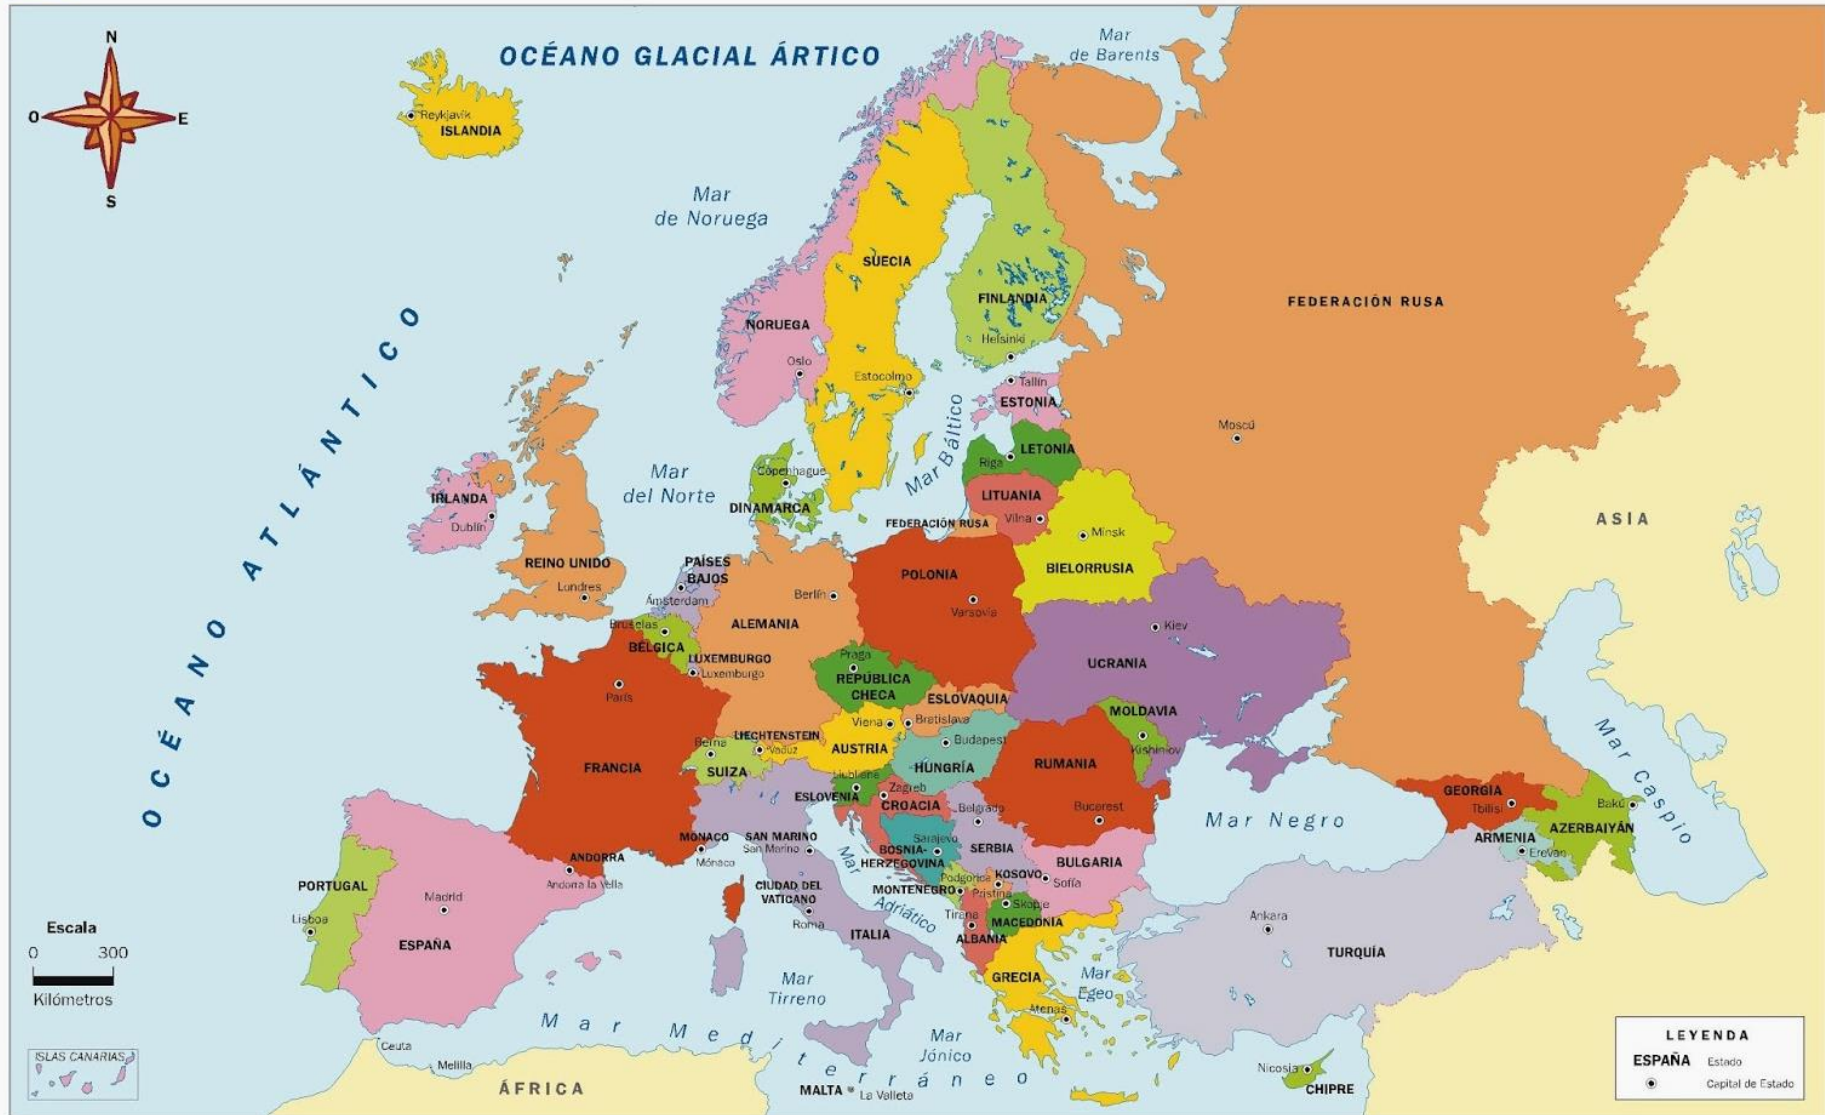 N
O
E
S
OCÉANO GLACIAL ÁRTICO
Mar
de Barents
Reykjavík
ISLANDIA
Mar
de Noruega
SUECIA
FINLANDIA
Helsinki
NORUEGA
Oslo
Estocolmo
FEDERACIÓN RUSA
Moscú
Tallín
ESTONIA
Mar Báltico
LETONIA
Riga
LITUANIA
Vilna
FEDERACIÓN RUSA
Minsk
BIELORRUSIA
OCÉANO ATLÁNTICO
Mar
del Norte
Copenhague
DINAMARCA
IRLANDA
Dublín
REINO UNIDO
Londres
PAÍSES
BAJOS
Ámsterdam
Berlín
ALEMANIA
POLONIA
Varsovia
Kiev
UCRANIA
ASIA
Bruselas
BÉLGICA
LUXEMBURGO
Luxemburgo
París
FRANCIA
Praga
REPÚBLICA
CHECA
ESLOVAQUIA
Bratislava
Viena
AUSTRIA
LIECHTENSTEIN
Vaduz
Berna
SUIZA
Budapest
HUNGRÍA
MOLDAVIA
Kishiniov
RUMANIA
Bucarest
Liubliana
ESLOVENIA
Zagreb
CROACIA
Belgrado
SERBIA
Sarajevo
BOSNIA-
HERZEGOVINA
MÓNACO
Mónaco
SAN MARINO
San Marino
ANDORRA
Andorra la Vella
PORTUGAL
Lisboa
Madrid
ESPAÑA
CIUDAD DEL
VATICANO
Roma
ITALIA
Mar
Adriático
MONTENEGRO
Podgorica
KOSOVO
Pristina
BULGARIA
Sofía
Skopje
MACEDONIA
Tirana
ALBANIA
GRECIA
Atenas
Mar
Egeo
Mar
Tirreno
Mar
Jónico
Mar Mediterráneo
Mar Negro
Mar Caspio
GEORGIA
Tbilisi
ARMENIA
Erevan
AZERBAIYÁN
Bakú
Ankara
TURQUÍA
Nicosia
CHIPRE
MALTA
La Valleta
Ceuta
Melilla
ÁFRICA
Escala
0 300
Kilómetros
ISLAS CANARIAS
LEYENDA
ESPAÑA Estado
Capital de Estado